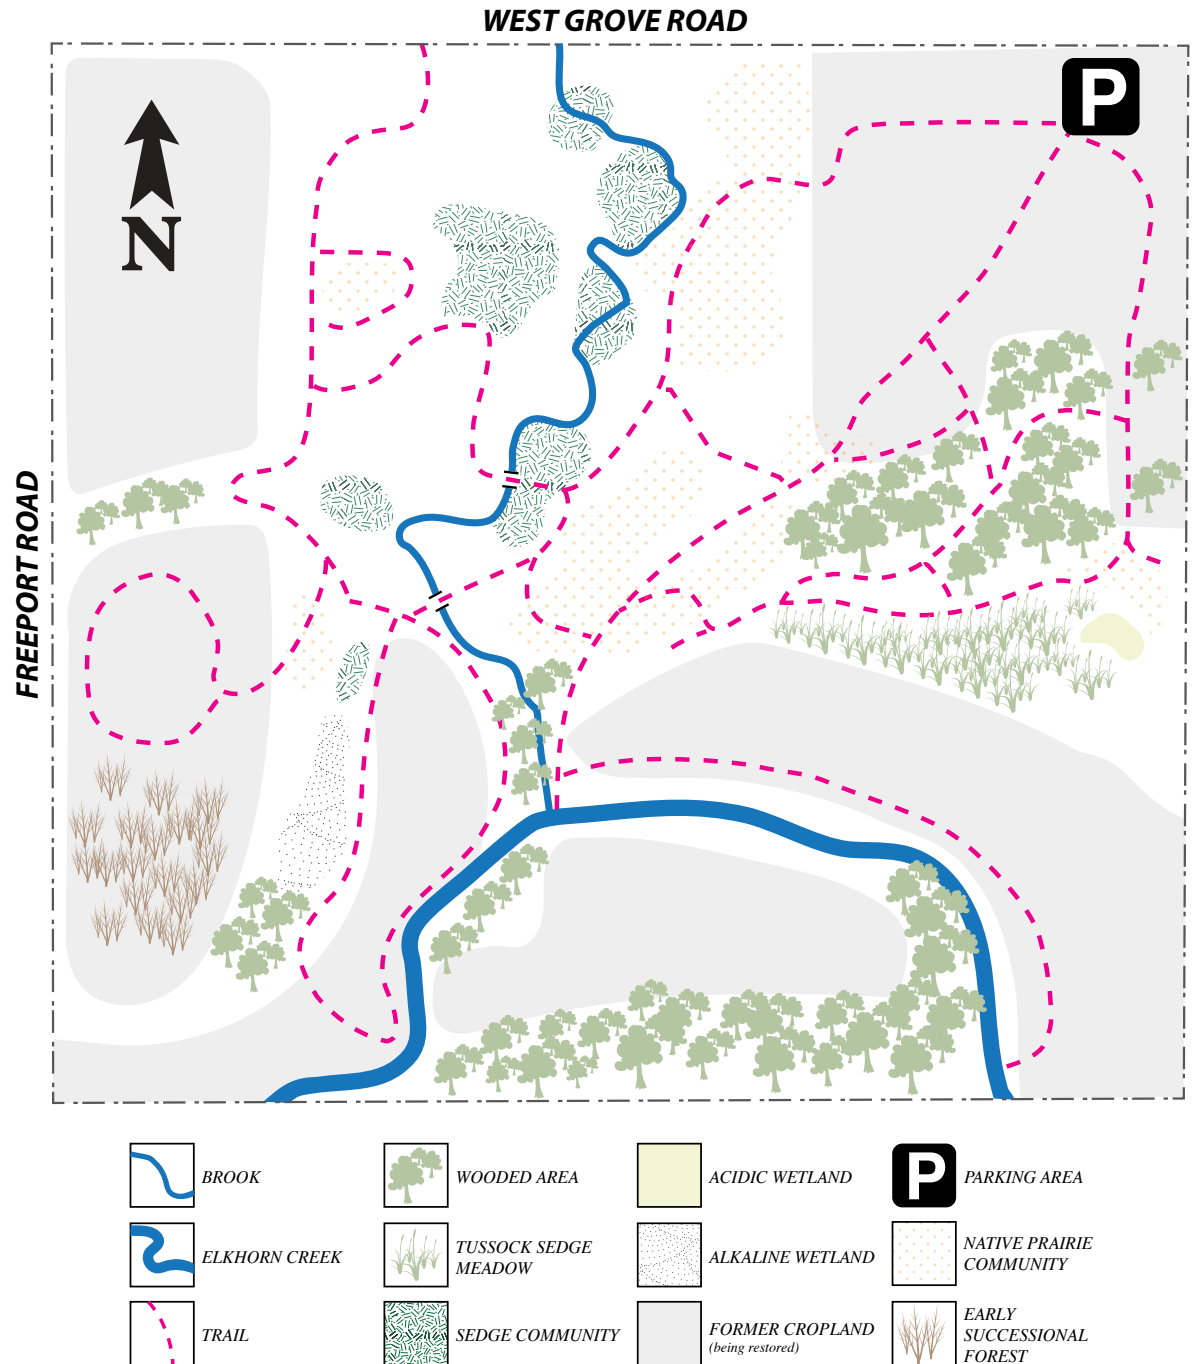 WEST GROVE ROAD
P
N
FREEPORT ROAD
BROOK
WOODED AREA
ACIDIC WETLAND
P
PARKING AREA
ELKHORN CREEK
TUSSOCK SEDGE
MEADOW
ALKALINE WETLAND
NATIVE PRAIRIE
COMMUNITY
TRAIL
SEDGE COMMUNITY
FORMER CROPLAND
(being restored)
EARLY
SUCCESSIONAL
FOREST